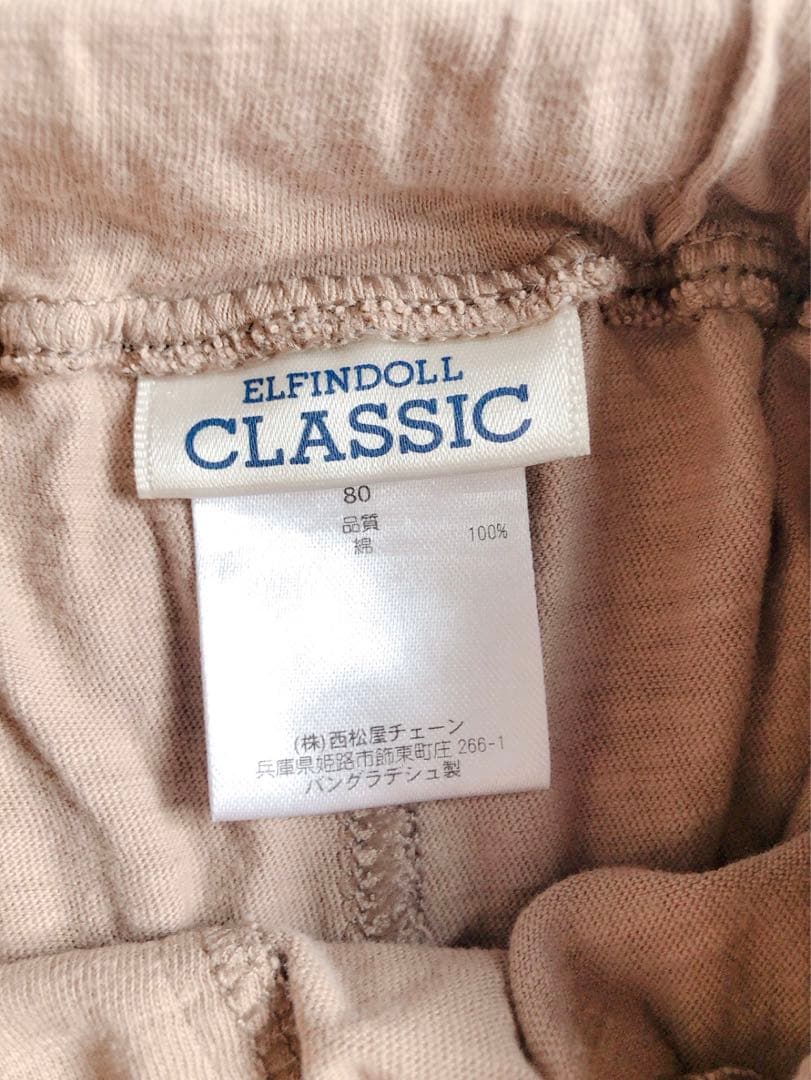 ELFINDOLL
CLASSIC
80
品質
綿 100%
(株)西松屋チェーン
兵庫県姫路市飾東町庄 266-1
バングラデシュ製